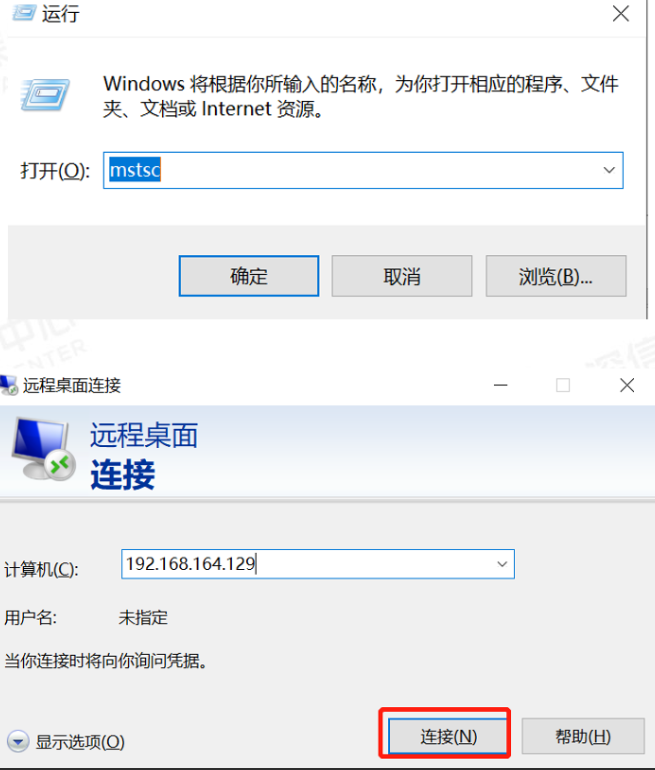 运行
Windows 将根据你所输入的名称，为你打开相应的程序、文件
夹、文档或 Internet 资源。
打开(O): mstsc
确定 取消 浏览(B)...
远程桌面连接
远程桌面
连接
计算机(C): 192.168.164.129
用户名: 未指定
当你连接时将向你询问凭据。
显示选项(O) 连接(N) 帮助(H)